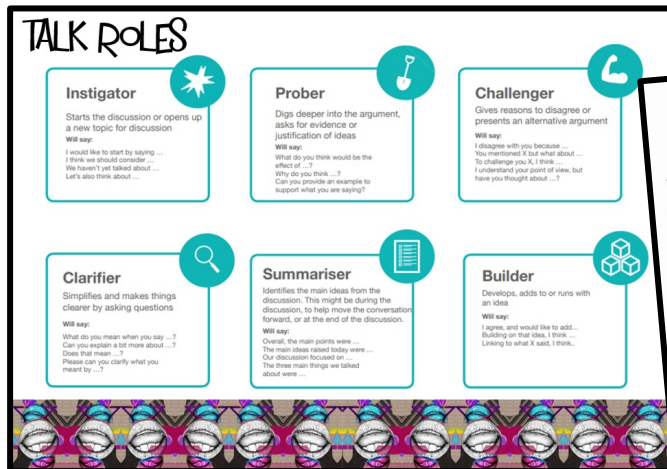 TALK ROLES
Instigator
Starts the discussion or opens up
a new topic for discussion
Will say:
I would like to start by saying ...
I think we should consider ...
We haven't yet talked about ...
Let's also think about ...
Prober
Digs deeper into the argument,
asks for evidence or
justification of ideas
Will say:
What do you think would be the
effect of ...?
Why do you think ...?
Can you provide an example to
support what you are saying?
Challenger
Gives reasons to disagree or
presents an alternative argument
Will say:
I disagree with you because ...
You mentioned X but what about ...
To challenge you X, I think ...
I understand your point of view, but
have you thought about ...?
Clarifier
Simplifies and makes things
clearer by asking questions
Will say:
What do you mean when you say ...?
Can you explain a bit more about ...?
Does that mean ...?
Please can you clarify what you
meant by ...?
Summariser
Identifies the main ideas from the
discussion. This might be during the
discussion, to help move the conversation
forward, or at the end of the discussion.
Will say:
Overall, the main points were ...
The main ideas raised today were ...
Our discussion focused on ...
The three main things we talked
about were ...
Builder
Develops, adds to or runs with
an idea
Will say:
I agree, and would like to add...
Building on that idea, I think ...
Linking to what X said, I think..